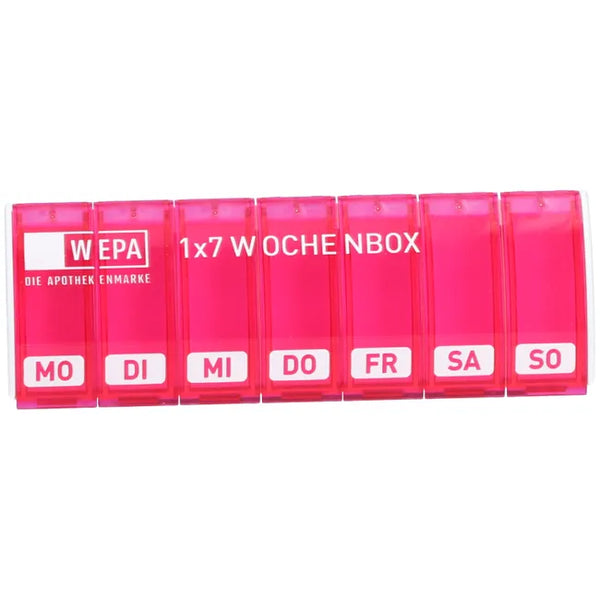 WEPA
DIE APOTHEKENMARKE
1x7 WOCHENBOX
MO DI MI DO FR SA SO